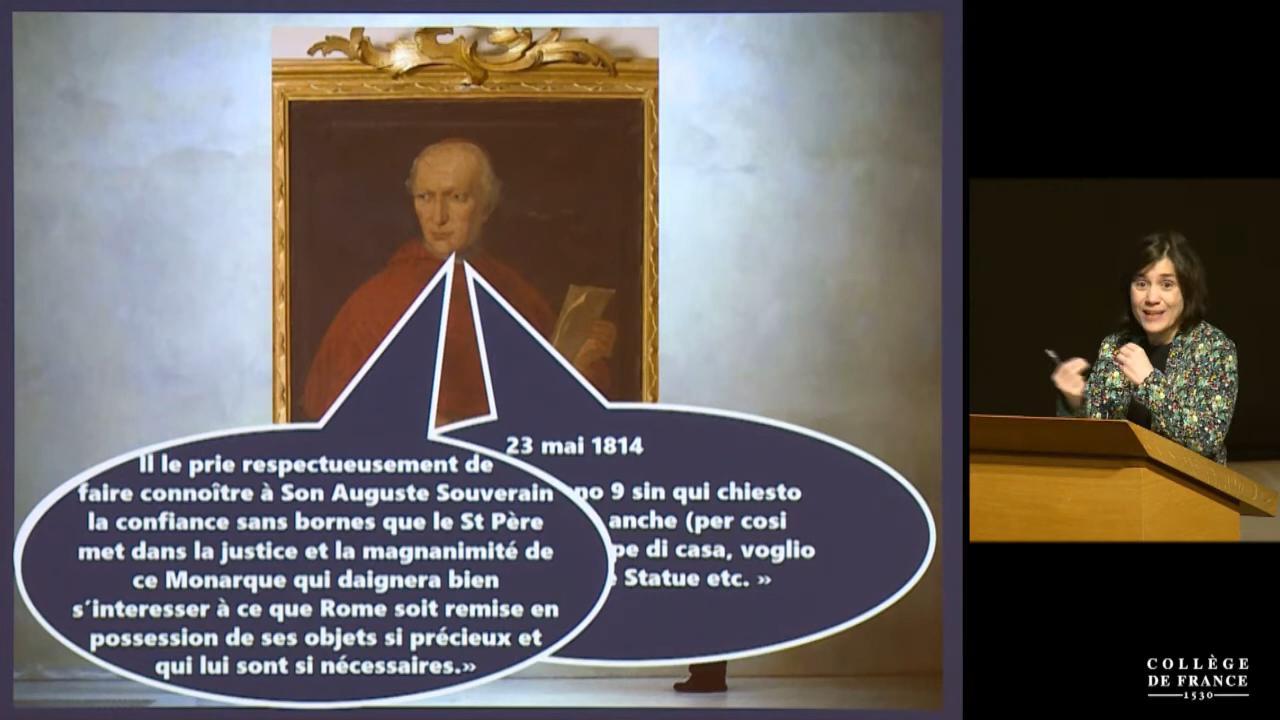 23 mai 1814
no 9 sin qui chiesto
anche (per cosi
pe di casa, voglio
Statue etc. »
Il le prie respectueusement de
faire connoître à Son Auguste Souverain
la confiance sans bornes que le St Père
met dans la justice et la magnanimité de
ce Monarque qui daignera bien
s´interesser à ce que Rome soit remise en
possession de ses objets si précieux et
qui lui sont si nécessaires.»
COLLÈGE
DE FRANCE
1530